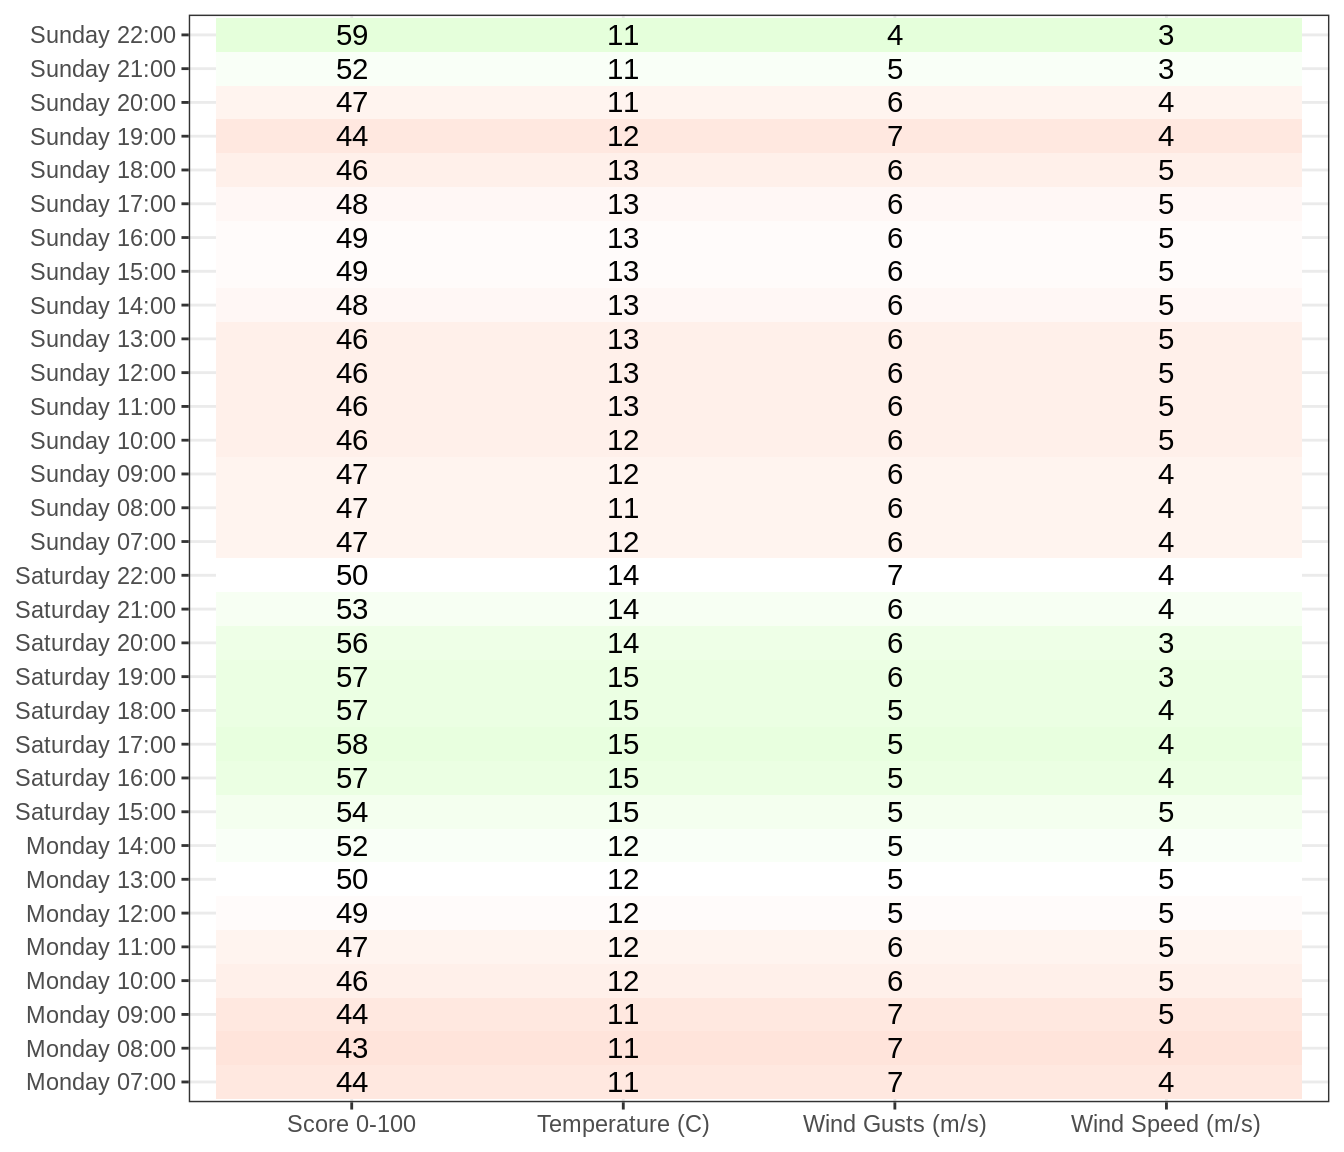 Sunday 22:00 59 11 4 3
Sunday 21:00 52 11 5 3
Sunday 20:00 47 11 6 4
Sunday 19:00 44 12 7 4
Sunday 18:00 46 13 6 5
Sunday 17:00 48 13 6 5
Sunday 16:00 49 13 6 5
Sunday 15:00 49 13 6 5
Sunday 14:00 48 13 6 5
Sunday 13:00 46 13 6 5
Sunday 12:00 46 13 6 5
Sunday 11:00 46 13 6 5
Sunday 10:00 46 12 6 5
Sunday 09:00 47 12 6 4
Sunday 08:00 47 11 6 4
Sunday 07:00 47 12 6 4
Saturday 22:00 50 14 7 4
Saturday 21:00 53 14 6 4
Saturday 20:00 56 14 6 3
Saturday 19:00 57 15 6 3
Saturday 18:00 57 15 5 4
Saturday 17:00 58 15 5 4
Saturday 16:00 57 15 5 4
Saturday 15:00 54 15 5 5
Monday 14:00 52 12 5 4
Monday 13:00 50 12 5 5
Monday 12:00 49 12 5 5
Monday 11:00 47 12 6 5
Monday 10:00 46 12 6 5
Monday 09:00 44 11 7 5
Monday 08:00 43 11 7 4
Monday 07:00 44 11 7 4
Score 0-100 Temperature (C) Wind Gusts (m/s) Wind Speed (m/s)